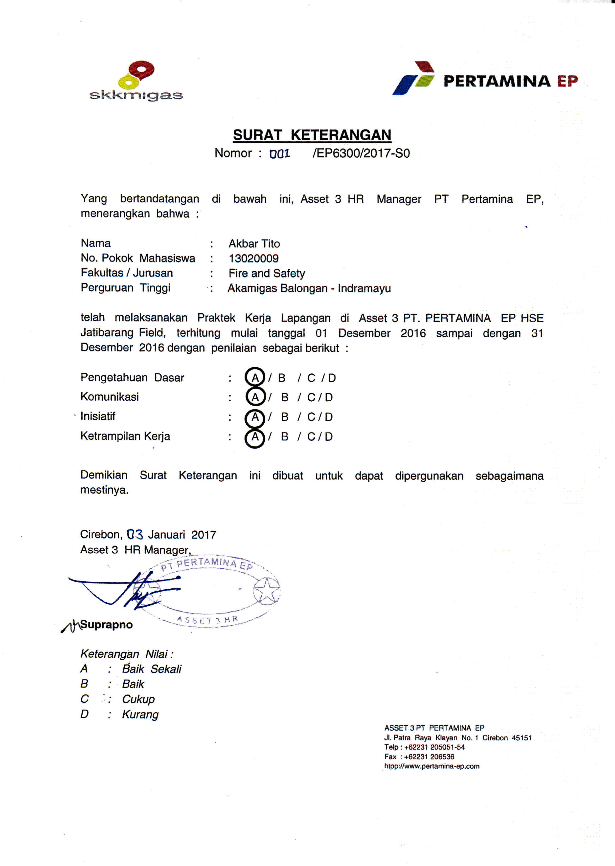 skkmigas
PERTAMINA EP
SURAT KETERANGAN
Nomor : 001 /EP6300/2017-S0
Yang bertandatangan di bawah ini, Asset 3 HR Manager PT Pertamina EP,
menerangkan bahwa :
Nama : Akbar Tito
No. Pokok Mahasiswa : 13020009
Fakultas / Jurusan : Fire and Safety
Perguruan Tinggi : Akamigas Balongan - Indramayu
telah melaksanakan Praktek Kerja Lapangan di Asset 3 PT. PERTAMINA EP HSE
Jatibarang Field, terhitung mulai tanggal 01 Desember 2016 sampai dengan 31
Desember 2016 dengan penilaian sebagai berikut :
Pengetahuan Dasar : A / B / C / D
Komunikasi : A / B / C / D
Inisiatif : A / B / C / D
Ketrampilan Kerja : A / B / C / D
Demikian Surat Keterangan ini dibuat untuk dapat dipergunakan sebagaimana
mestinya.
Cirebon, 03 Januari 2017
Asset 3 HR Manager,
PT PERTAMINA EP
ASSET 3 HR
Suprapno
Keterangan Nilai :
A : Baik Sekali
B : Baik
C : Cukup
D : Kurang
ASSET 3 PT PERTAMINA EP
Jl. Patra Raya Klayan No. 1 Cirebon 45151
Telp : +62231 205051-54
Fax : +62231 206536
htpp://www.pertamina-ep.com